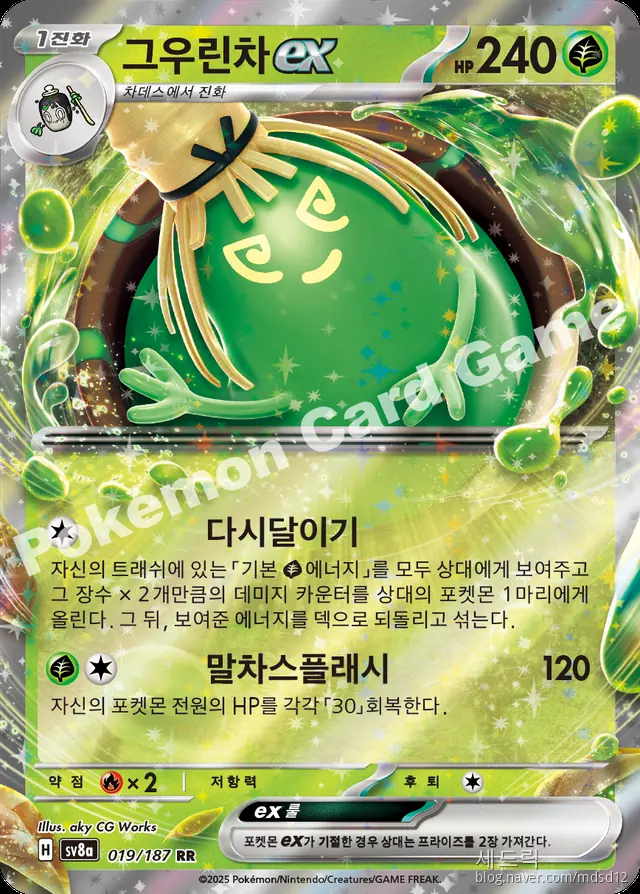 1진화
그우린차 ex
HP 240
차데스에서 진화
Pokémon Card Game
다시달이기
자신의 트래쉬에 있는 「기본 에너지」를 모두 상대에게 보여주고
그 장수 × 2개만큼의 데미지 카운터를 상대의 포켓몬 1마리에게
올린다. 그 뒤, 보여준 에너지를 덱으로 되돌리고 섞는다.
말차스플래시 120
자신의 포켓몬 전원의 HP를 각각 「30」회복한다.
약점 ×2 저항력 후퇴
ex 룰
포켓몬 ex가 기절한 경우 상대는 프라이즈를 2장 가져간다.
Illus. aky CG Works
H sv8a 019/187 RR
©2025 Pokémon/Nintendo/Creatures/GAME FREAK.
세드릭
blog.naver.com/mdsd12